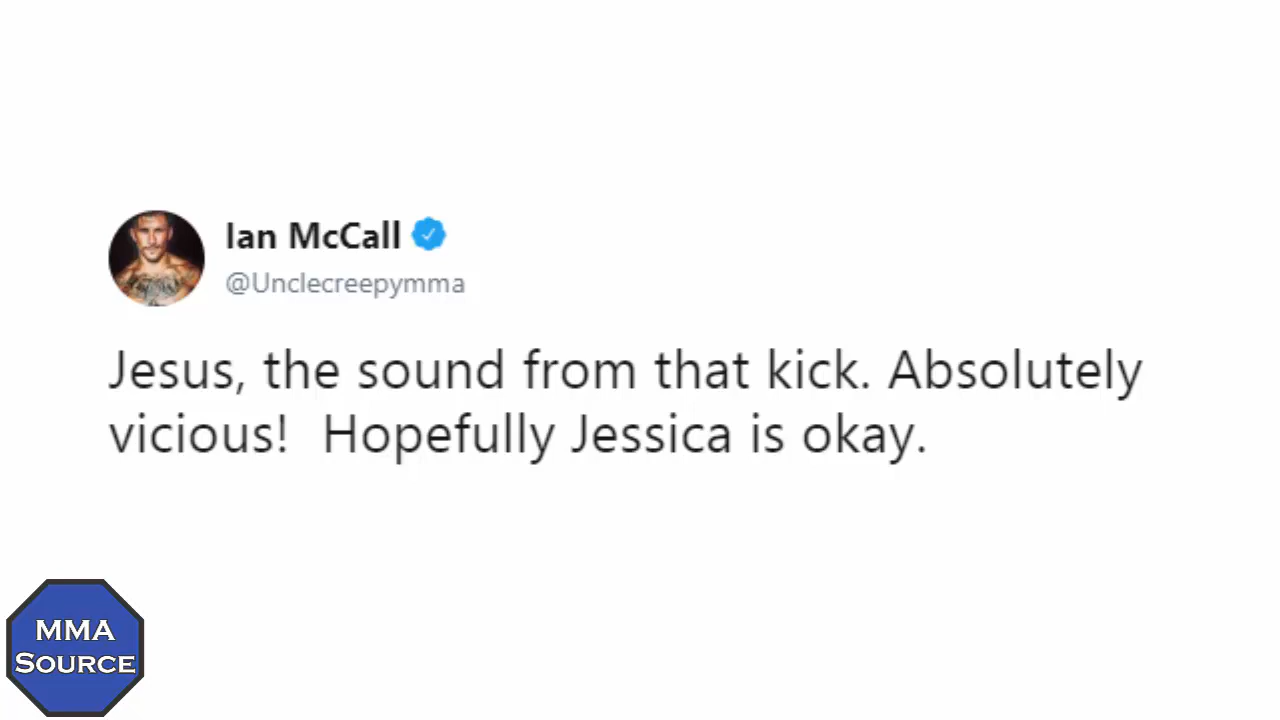 Ian McCall
@Unclecreepymma
Jesus, the sound from that kick. Absolutely
vicious!  Hopefully Jessica is okay.
MMA
SOURCE